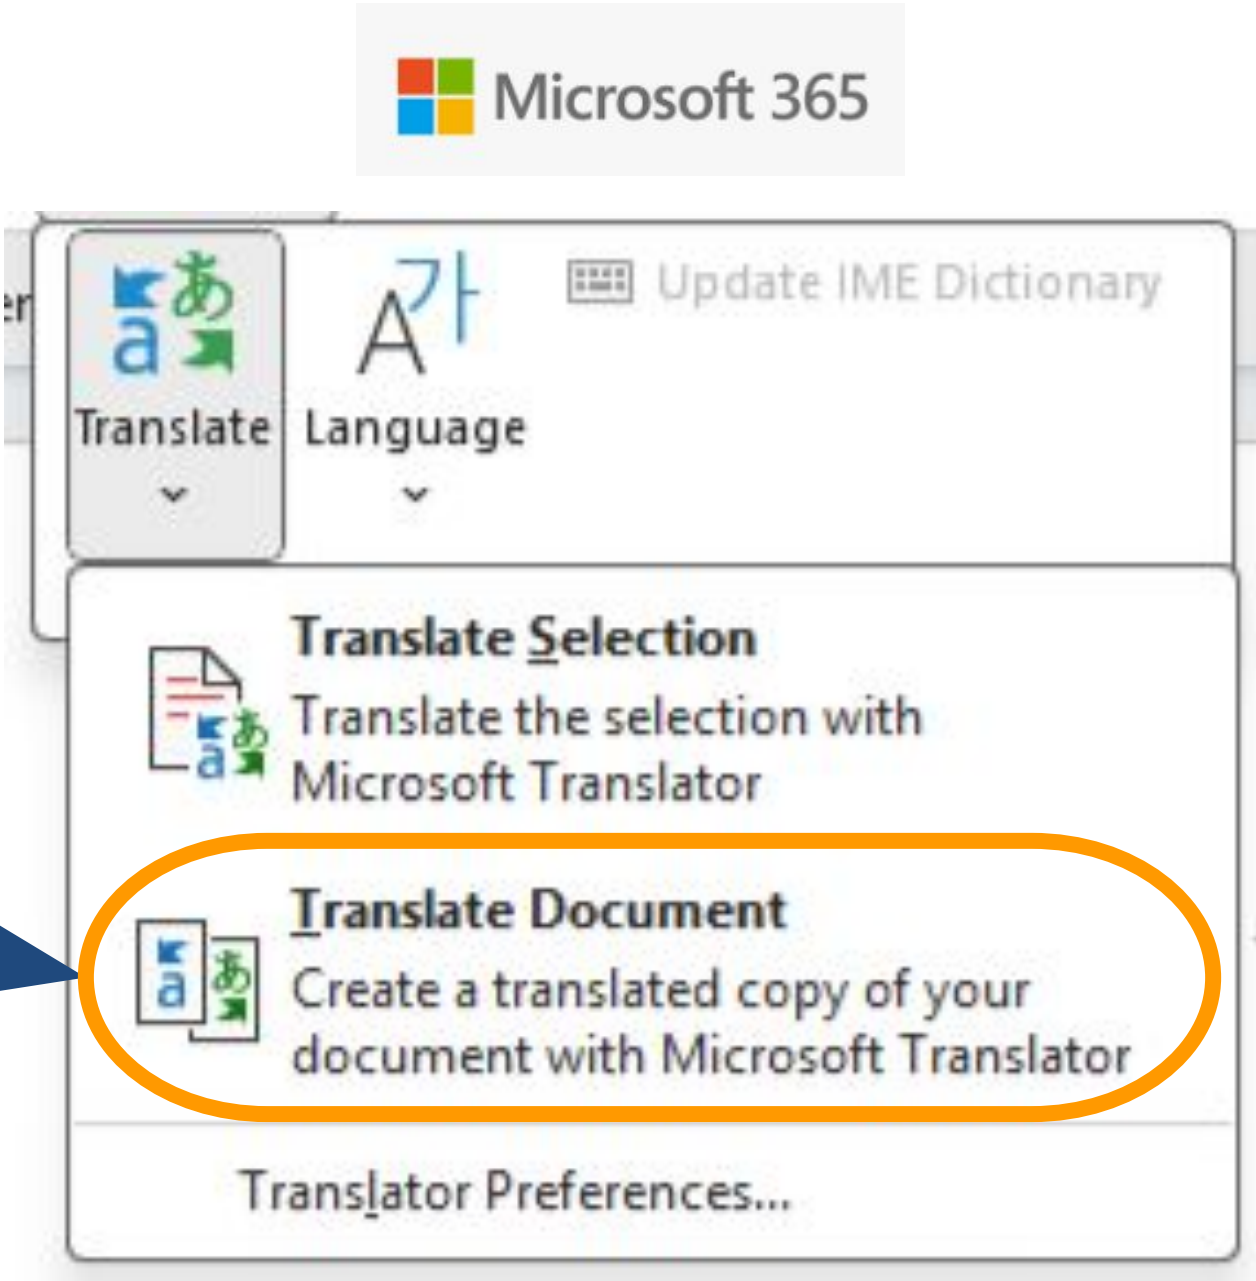 Microsoft 365
er
Update IME Dictionary
Translate
Language
Translate Selection
Translate the selection with
Microsoft Translator
Translate Document
Create a translated copy of your
document with Microsoft Translator
Translator Preferences...